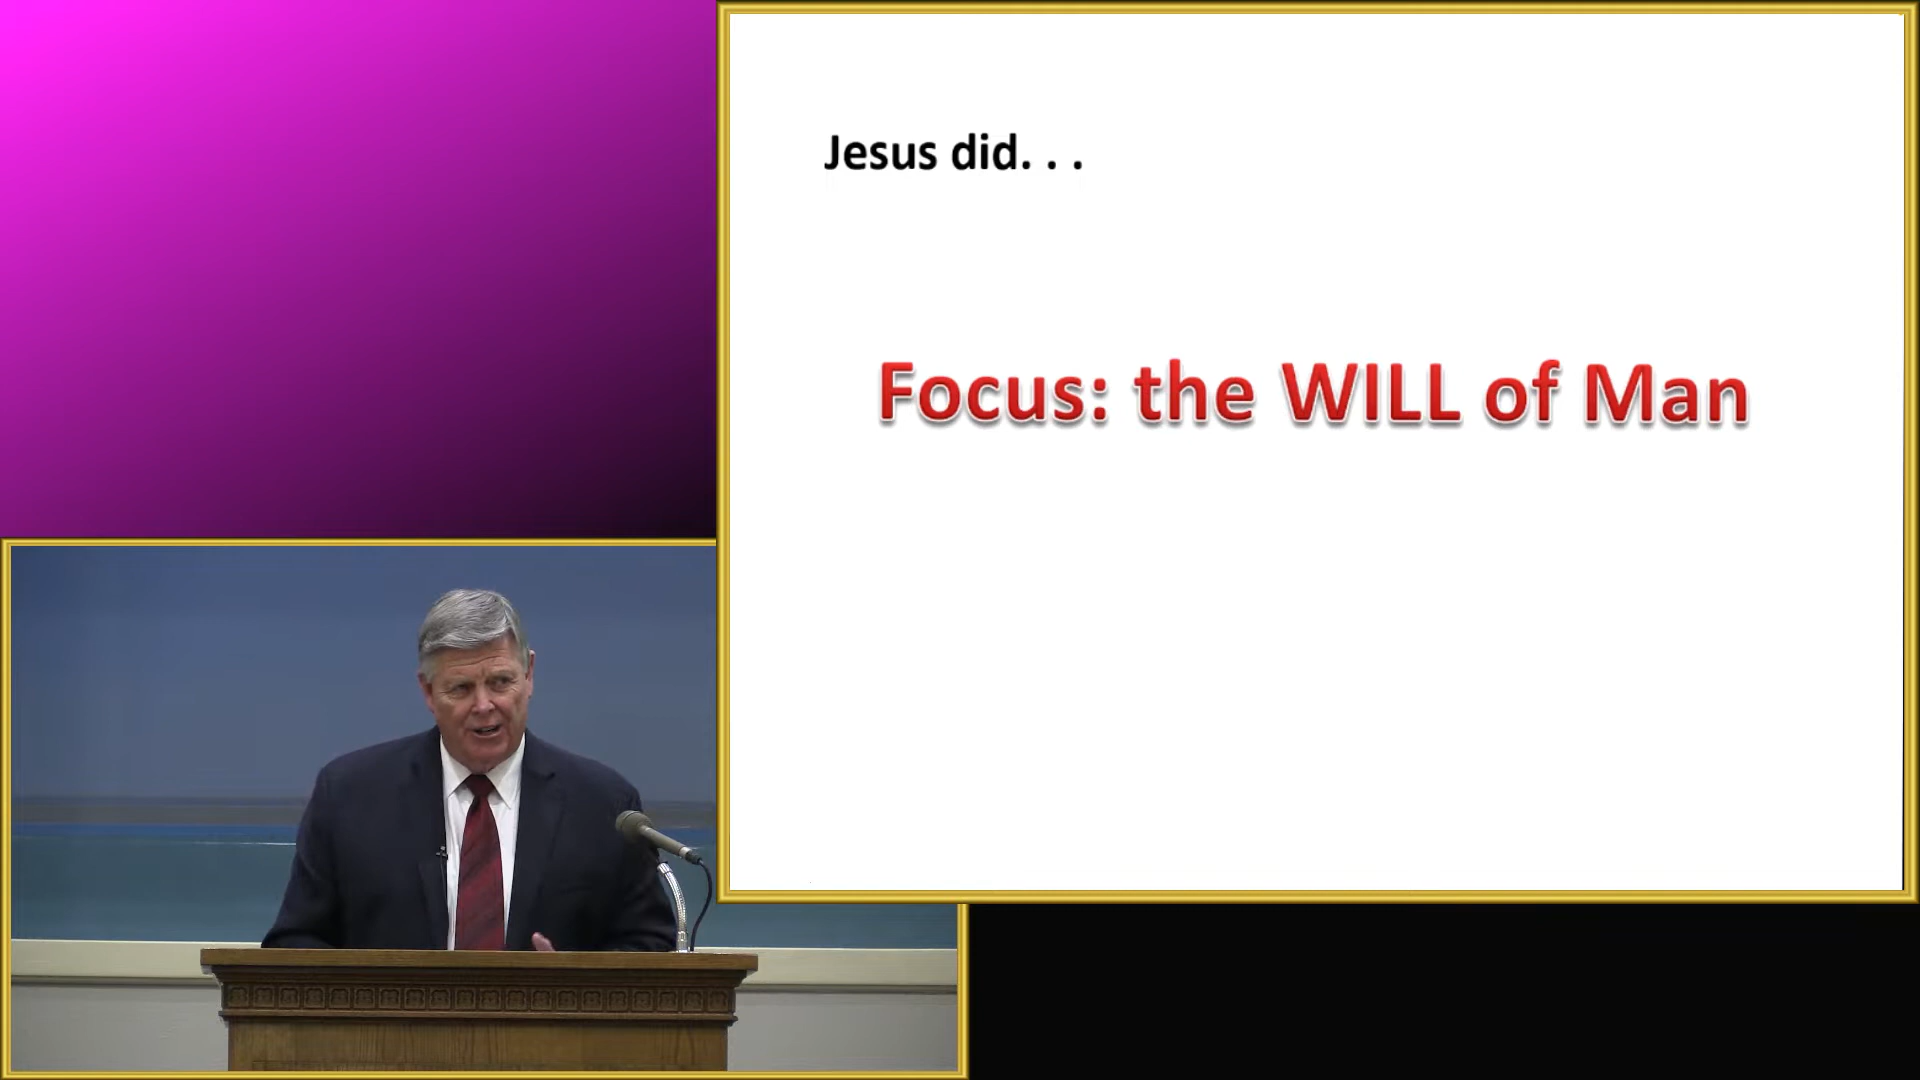 Jesus did. . .
Focus: the WILL of Man